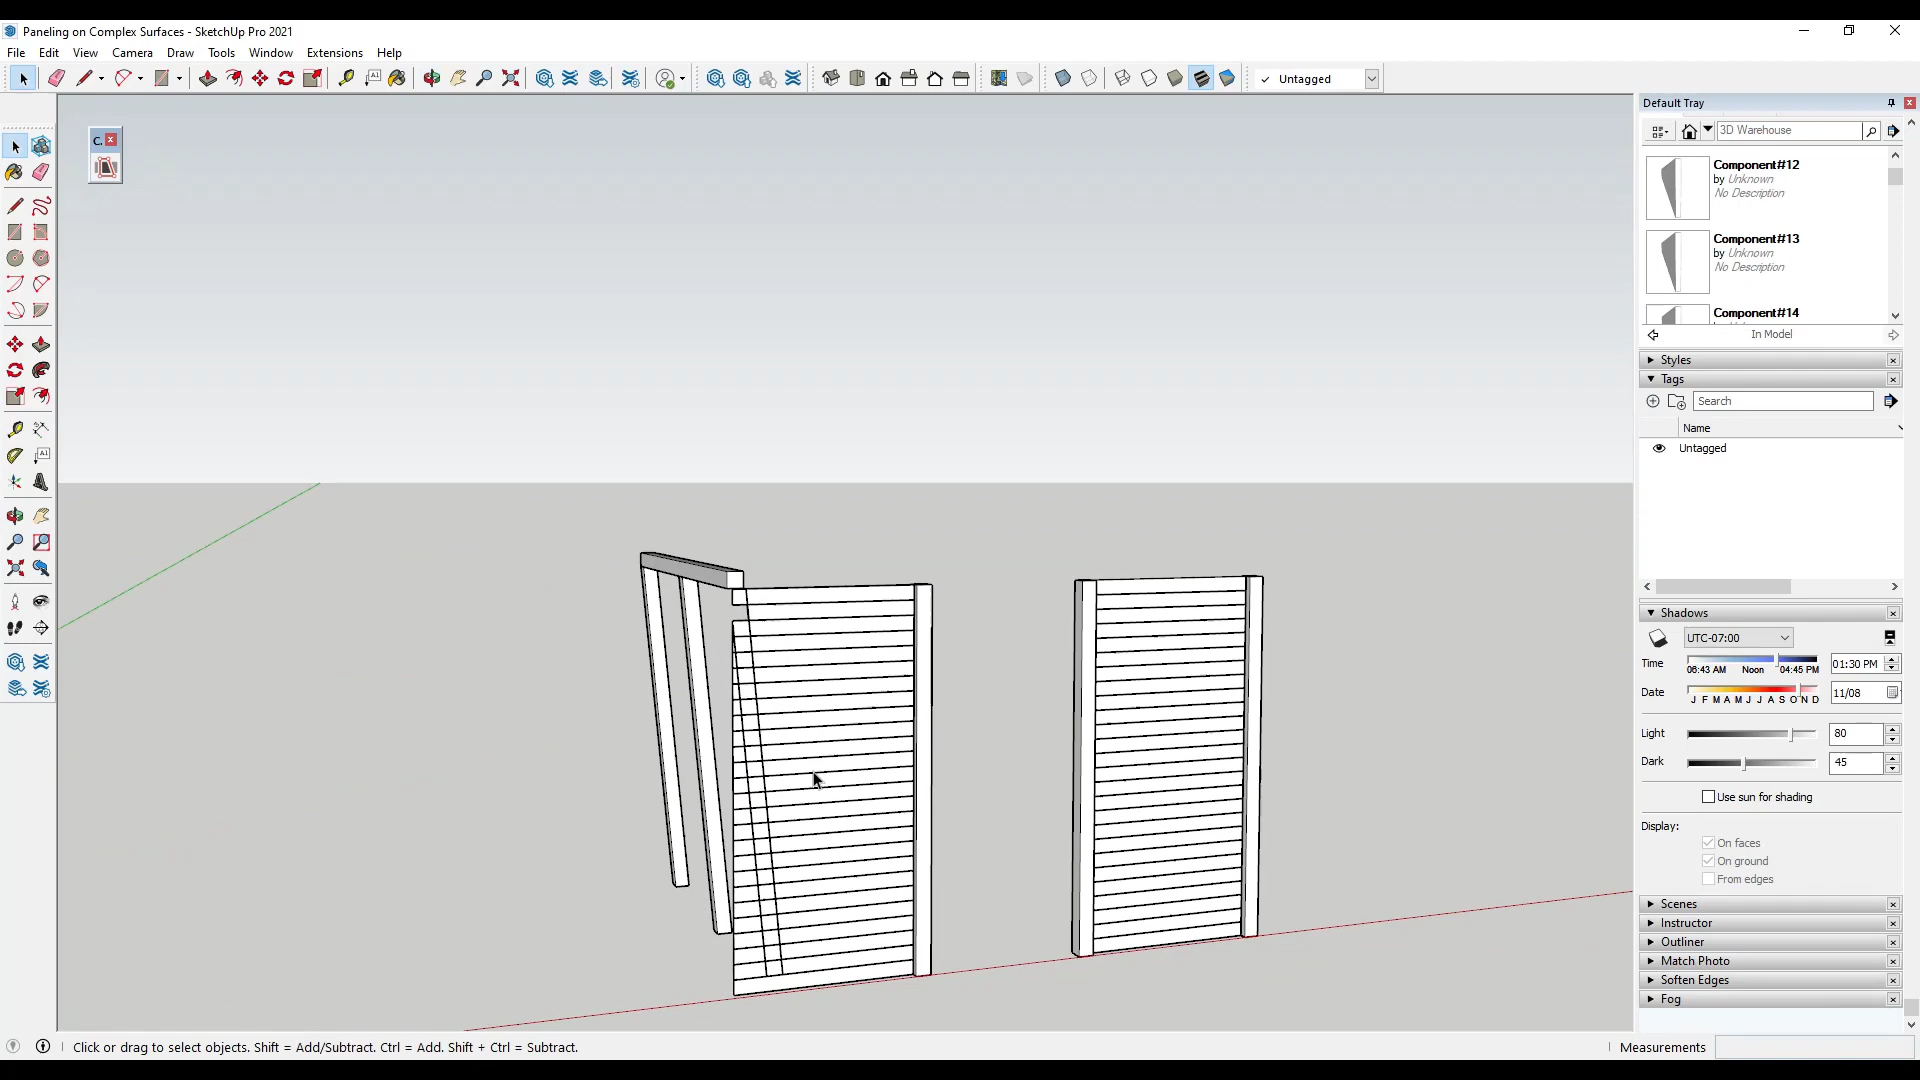 Paneling on Complex Surfaces - SketchUp Pro 2021
File Edit View Camera Draw Tools Window Extensions Help
Untagged
Default Tray
C.
3D Warehouse
Component#12
by Unknown
No Description
Component#13
by Unknown
No Description
Component#14
In Model
Styles
Tags
Search
Name
Untagged
Shadows
UTC-07:00
Time
06:43 AM Noon 04:45 PM
01:30 PM
Date
J F M A M J J A S O N D
11/08
Light
80
Dark
45
Use sun for shading
Display:
On faces
On ground
From edges
Scenes
Instructor
Outliner
Match Photo
Soften Edges
Fog
Click or drag to select objects. Shift = Add/Subtract. Ctrl = Add. Shift + Ctrl = Subtract.
Measurements